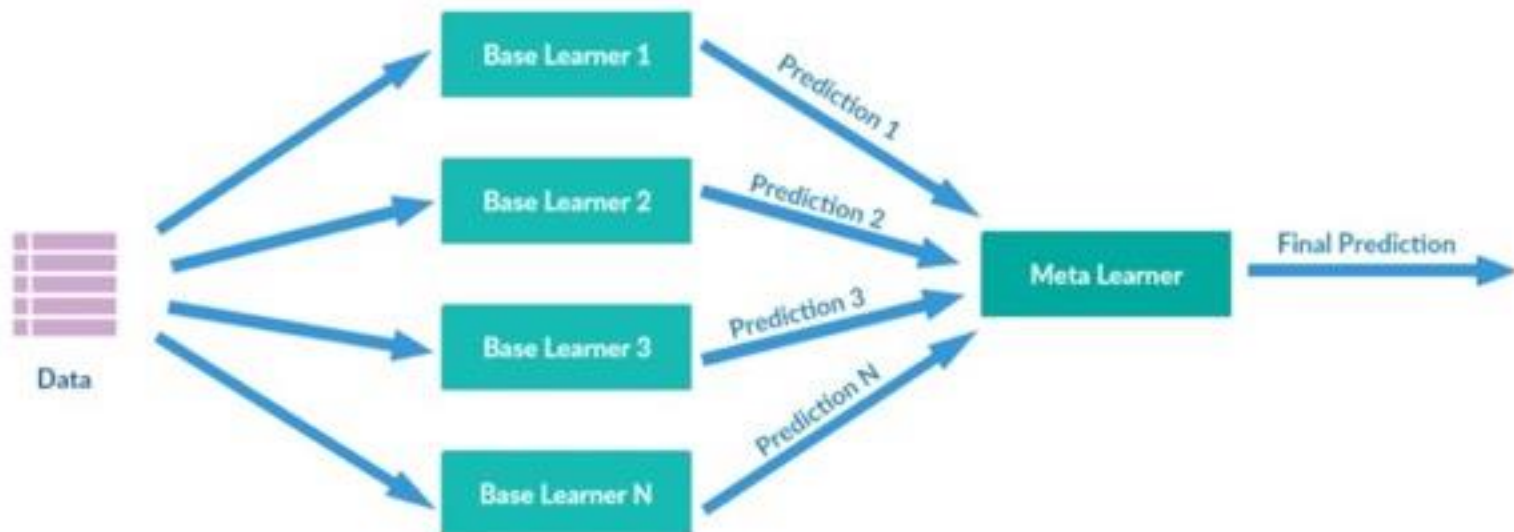 Base Learner 1
Prediction 1
Base Learner 2
Prediction 2
Final Prediction
Meta Learner
Prediction 3
Base Learner 3
Data
Prediction N
Base Learner N